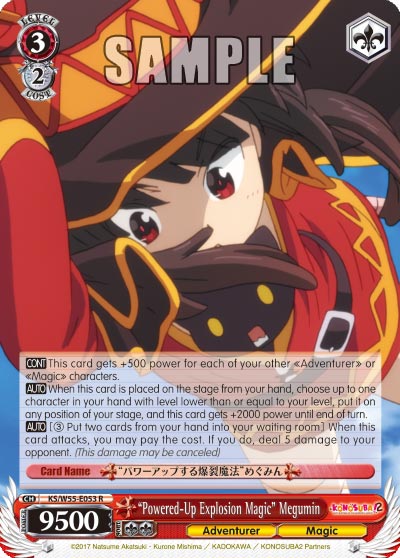 LEVEL
3
2
COST
SAMPLE
CONT This card gets +500 power for each of your other «Adventurer» or
«Magic» characters.
AUTO When this card is placed on the stage from your hand, choose up to one
character in your hand with level lower than or equal to your level, put it
on any position of your stage, and this card gets +2000 power until end of turn.
AUTO [③ Put two cards from your hand into your waiting room] When this
card attacks, you may pay the cost. If you do, deal 5 damage to
your opponent. (This damage may be cancelled)
Card Name
“パワーアップする爆裂魔法”めぐみん
CH KS/W55-E053 R
"Powered-Up Explosion Magic" Megumin
KONOSUBA 2
POWER
9500
Adventurer
Magic
©2017 Natsume Akatsuki・Kurone Mishima ／ KADOKAWA ／ KONOSUBA2 Partners